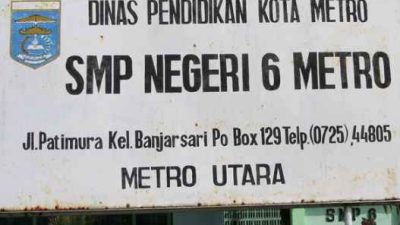 DINAS PENDIDIKAN KOTA METRO
SMP NEGERI 6 METRO
Jl.Patimura Kel.Banjarsari Po Box 129 Telp.(0725),44805
METRO UTARA
SMP 6